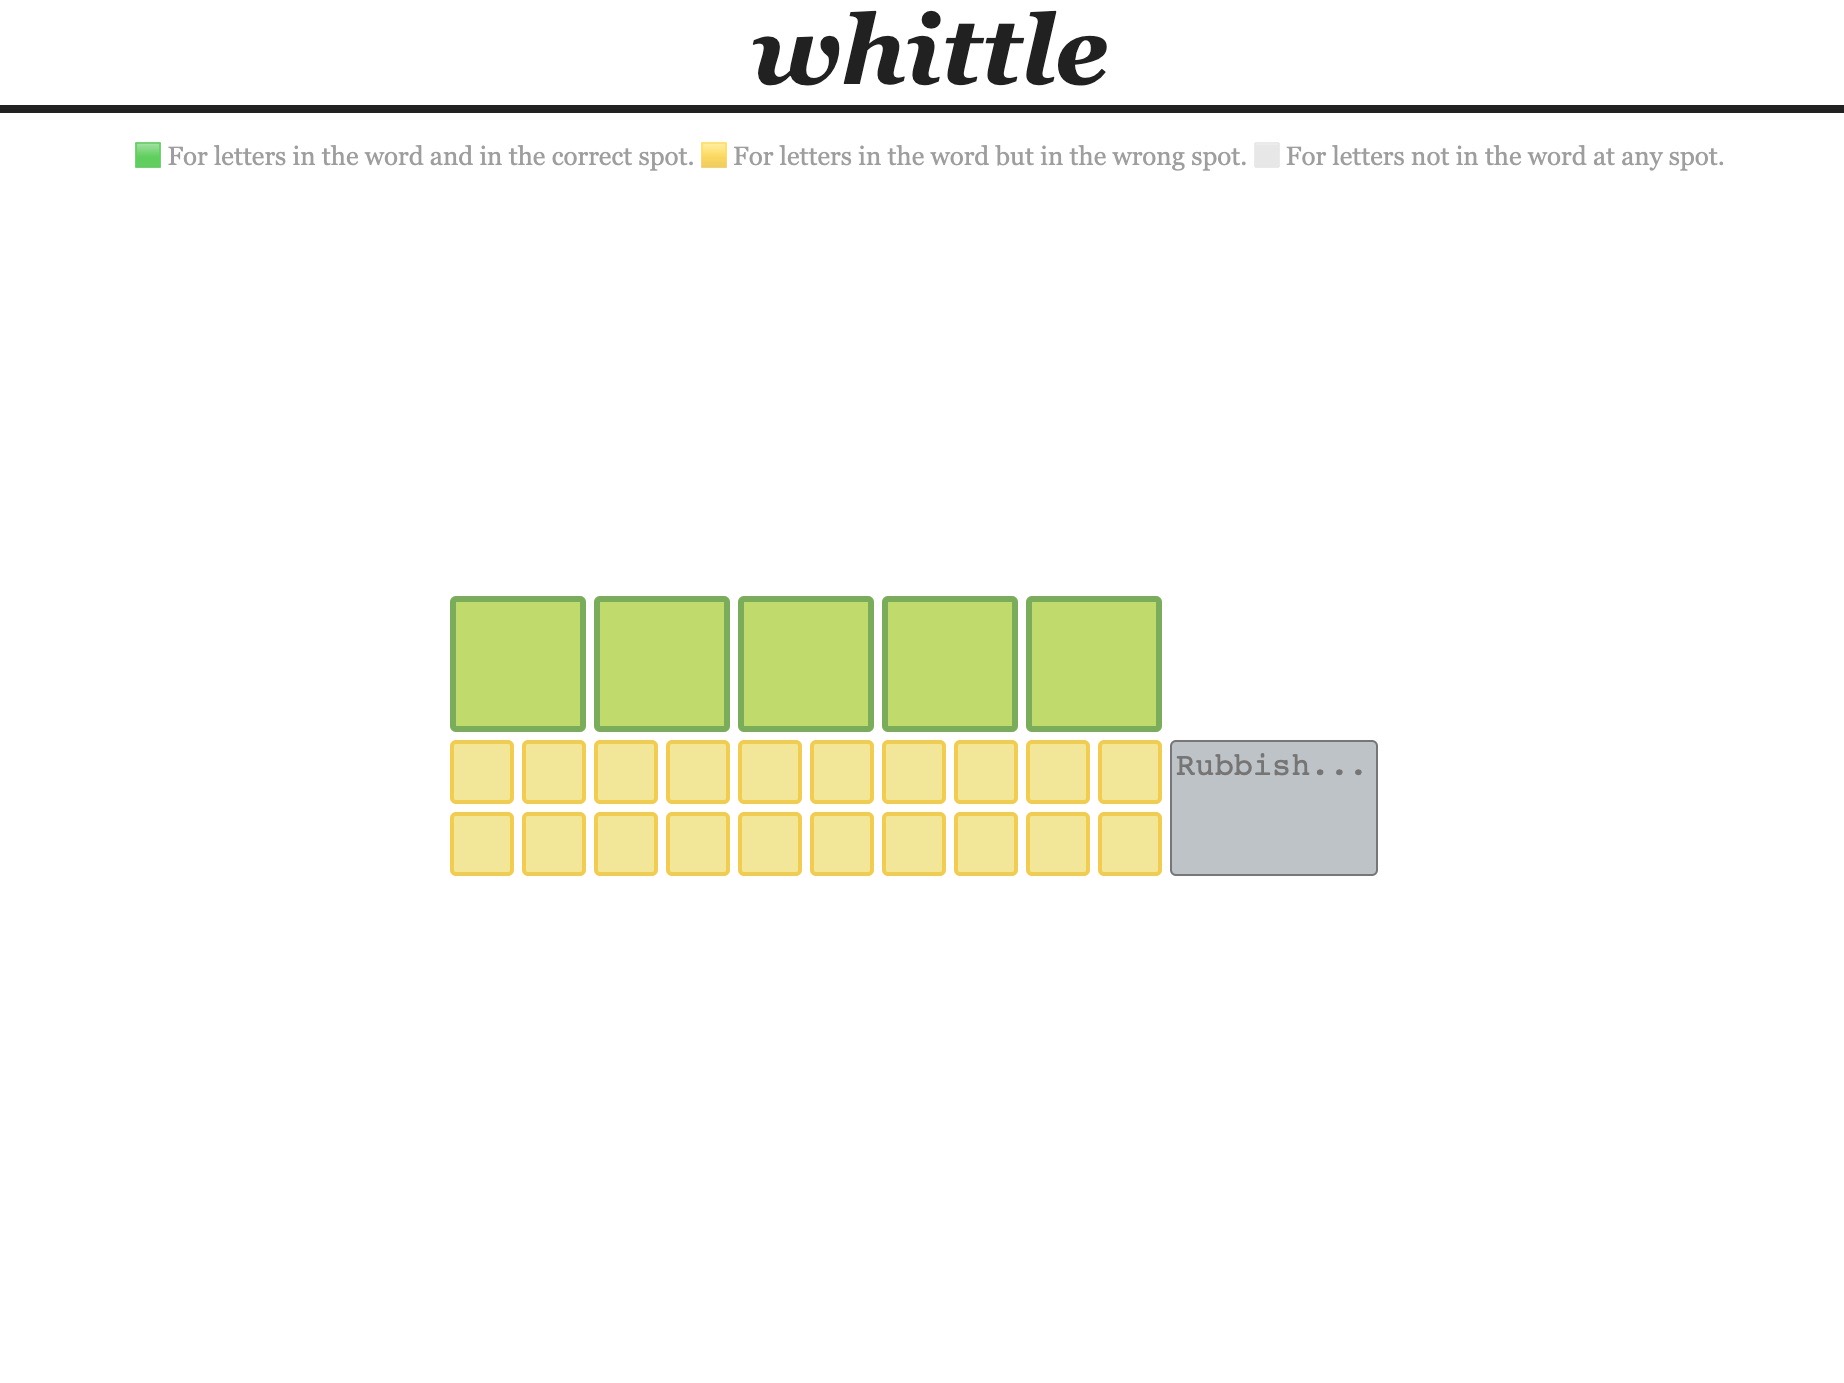 whittle
For letters in the word and in the correct spot. For letters in the word but in the wrong spot. For letters not in the word at any spot.
Rubbish...